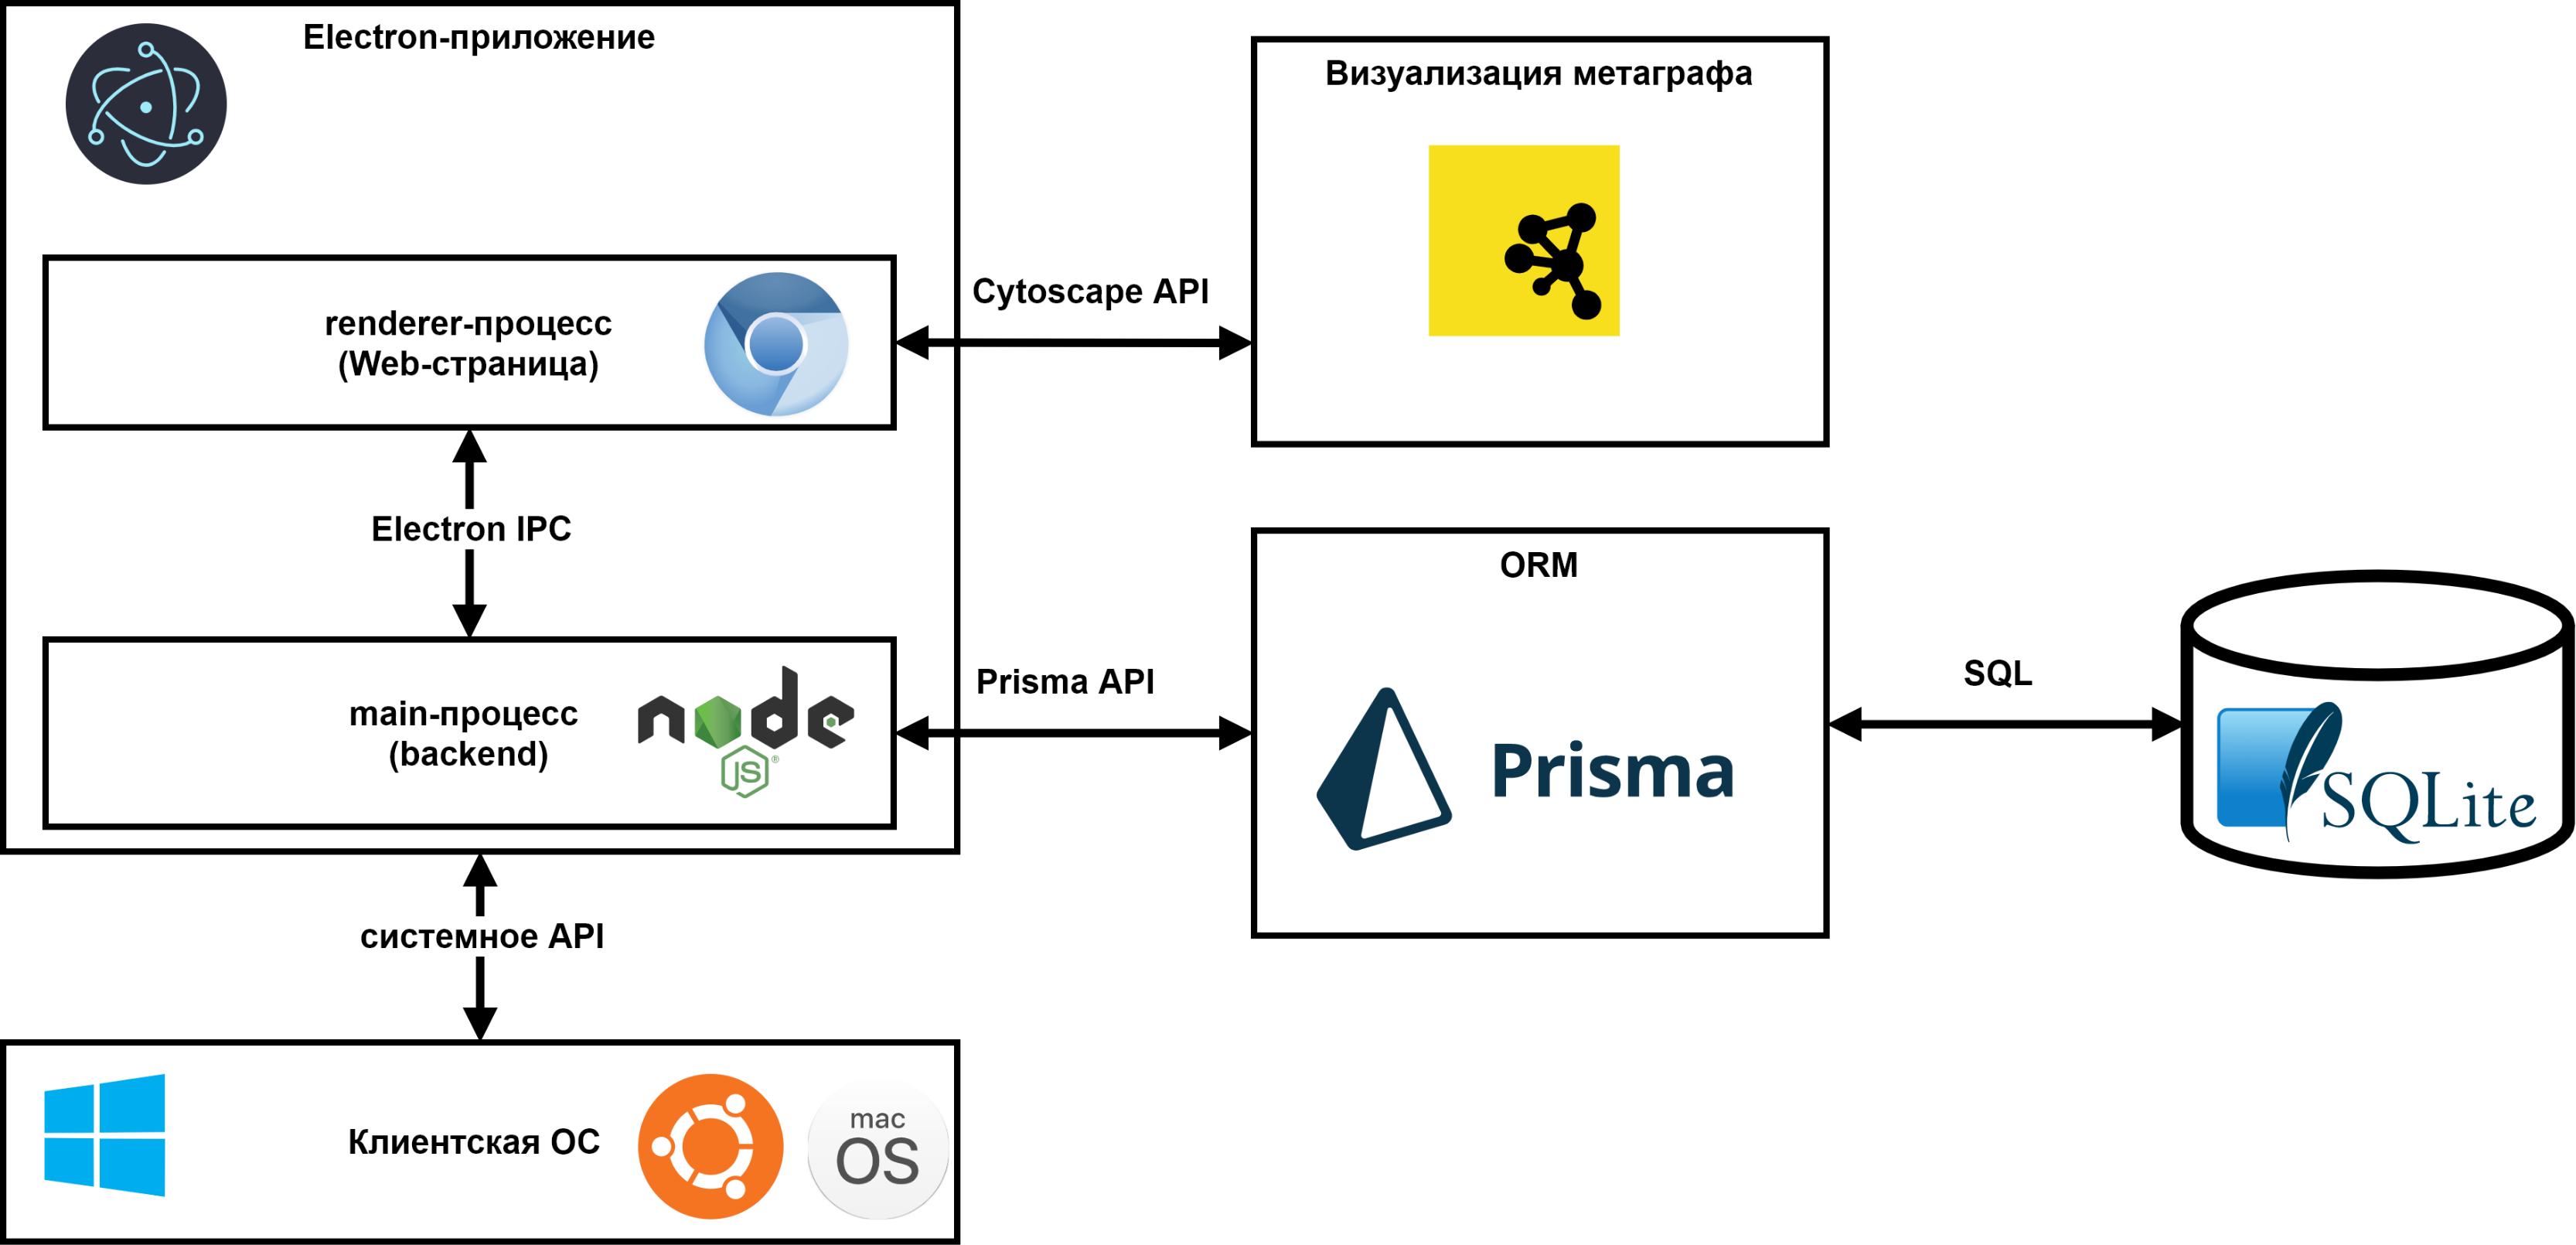 Electron-приложение
Визуализация метаграфа
renderer-процесс
(Web-страница)
Cytoscape API
Electron IPC
main-процесс
(backend)
node
JS
®
Prisma API
ORM
Prisma
SQL
SQLite
системное API
Клиентская ОС
mac
OS